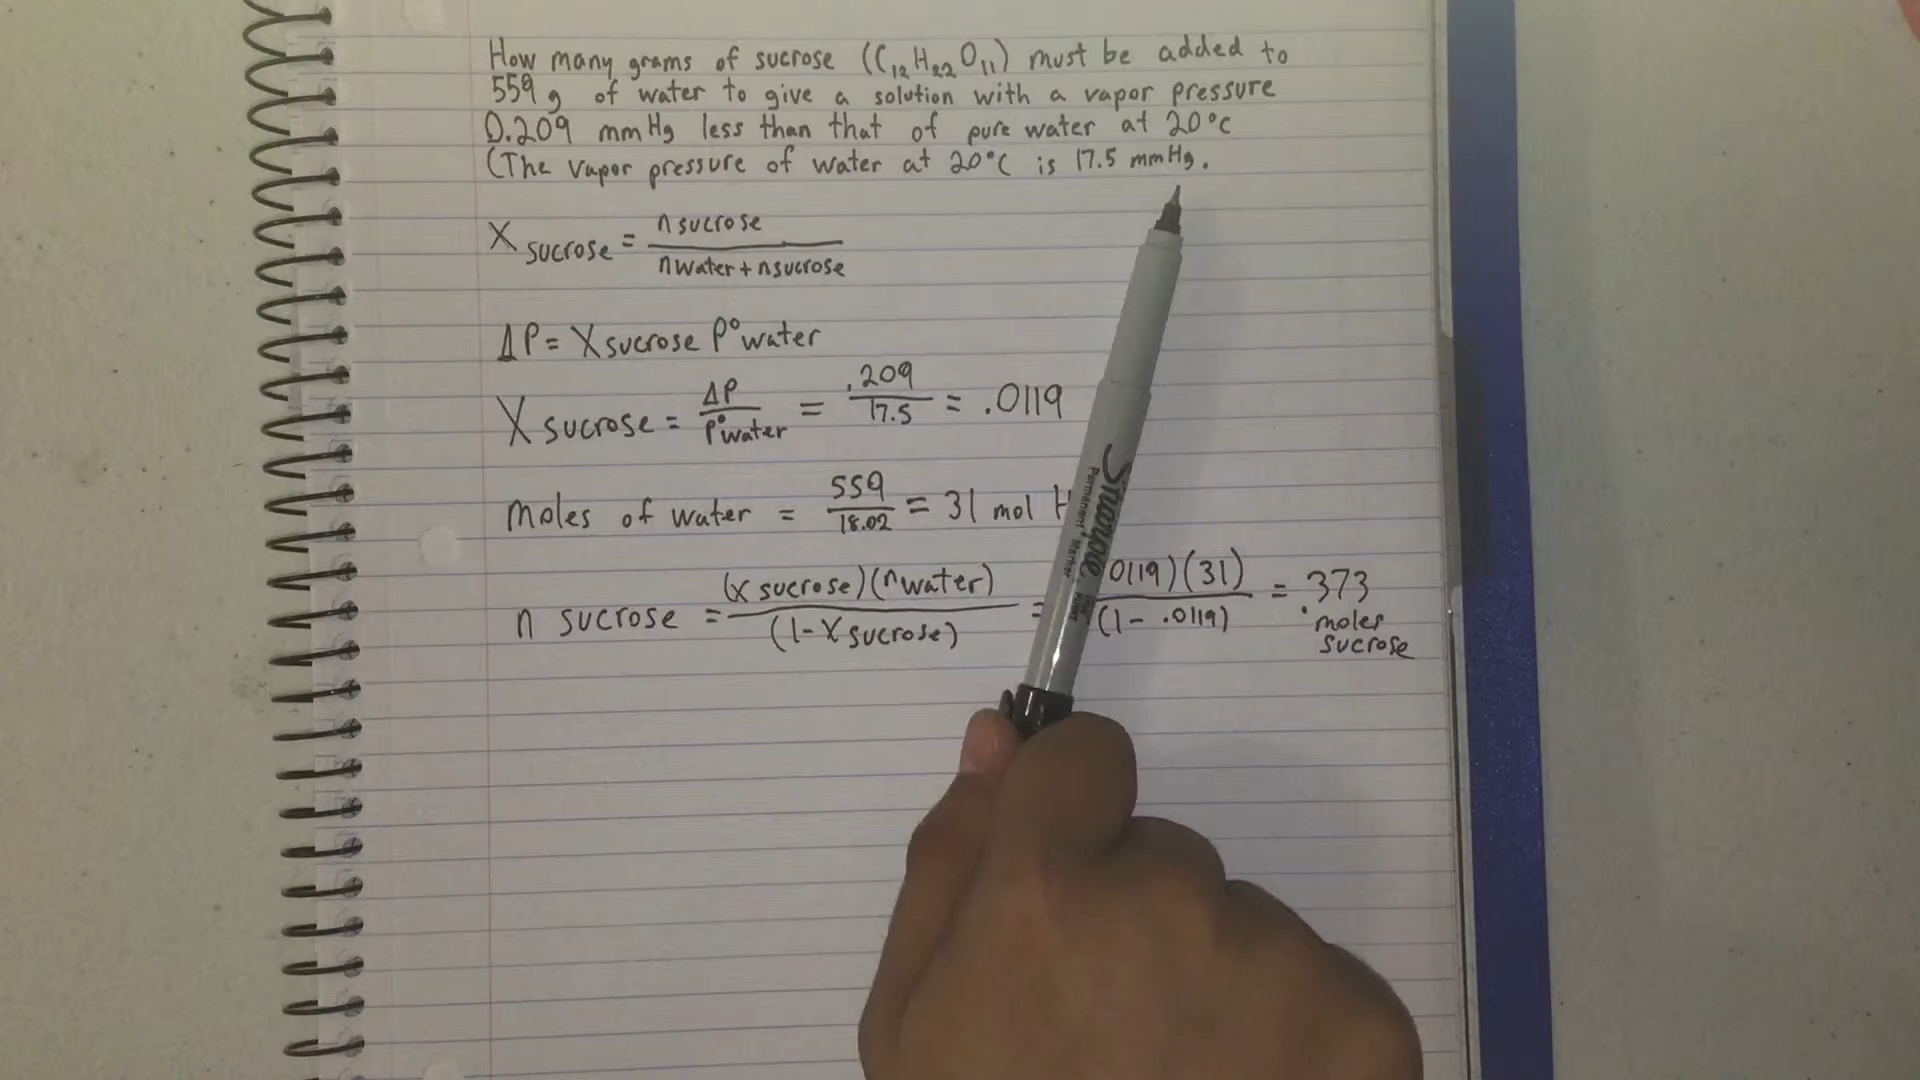 How many grams of sucrose (C12H22O11) must be added to
559 g of water to give a solution with a vapor pressure
0.209 mmHg less than that of pure water at 20°C
(The vapor pressure of water at 20°C is 17.5 mmHg.
X sucrose = n sucrose / n water + n sucrose
ΔP = X sucrose P° water
X sucrose = ΔP / P° water = .209 / 17.5 = .0119
moles of water = 559 / 18.02 = 31 mol
n sucrose = (x sucrose)(n water) / (1 - X sucrose) = 0119)(31) / (1 - .0119) = .373
moles
sucrose
Sharpie
Permanent Marker